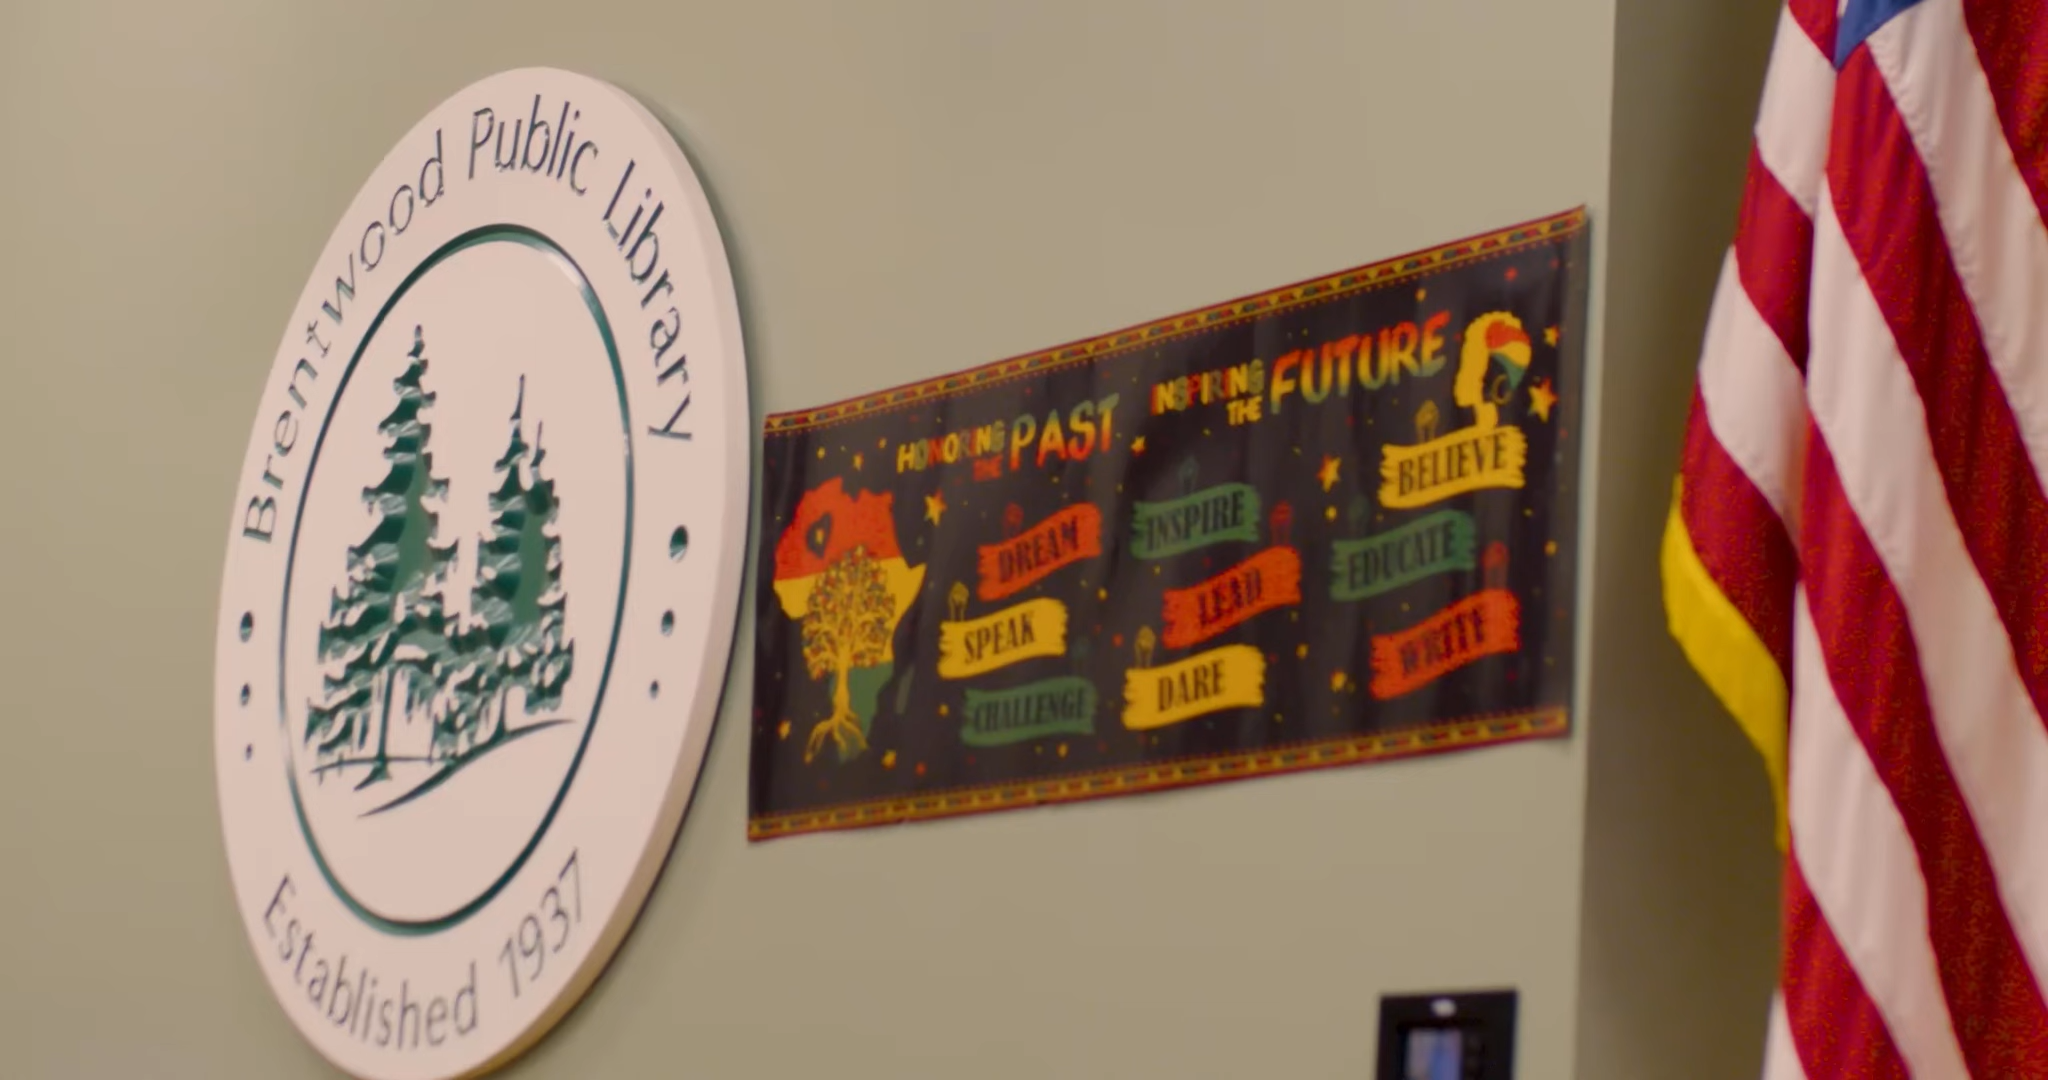 Brentwood Public Library
Established 1937
HONORING
THE PAST
INSPIRING
THE FUTURE
BELIEVE
INSPIRE
DREAM
EDUCATE
LEAD
SPEAK
WRITE
DARE
CHALLENGE